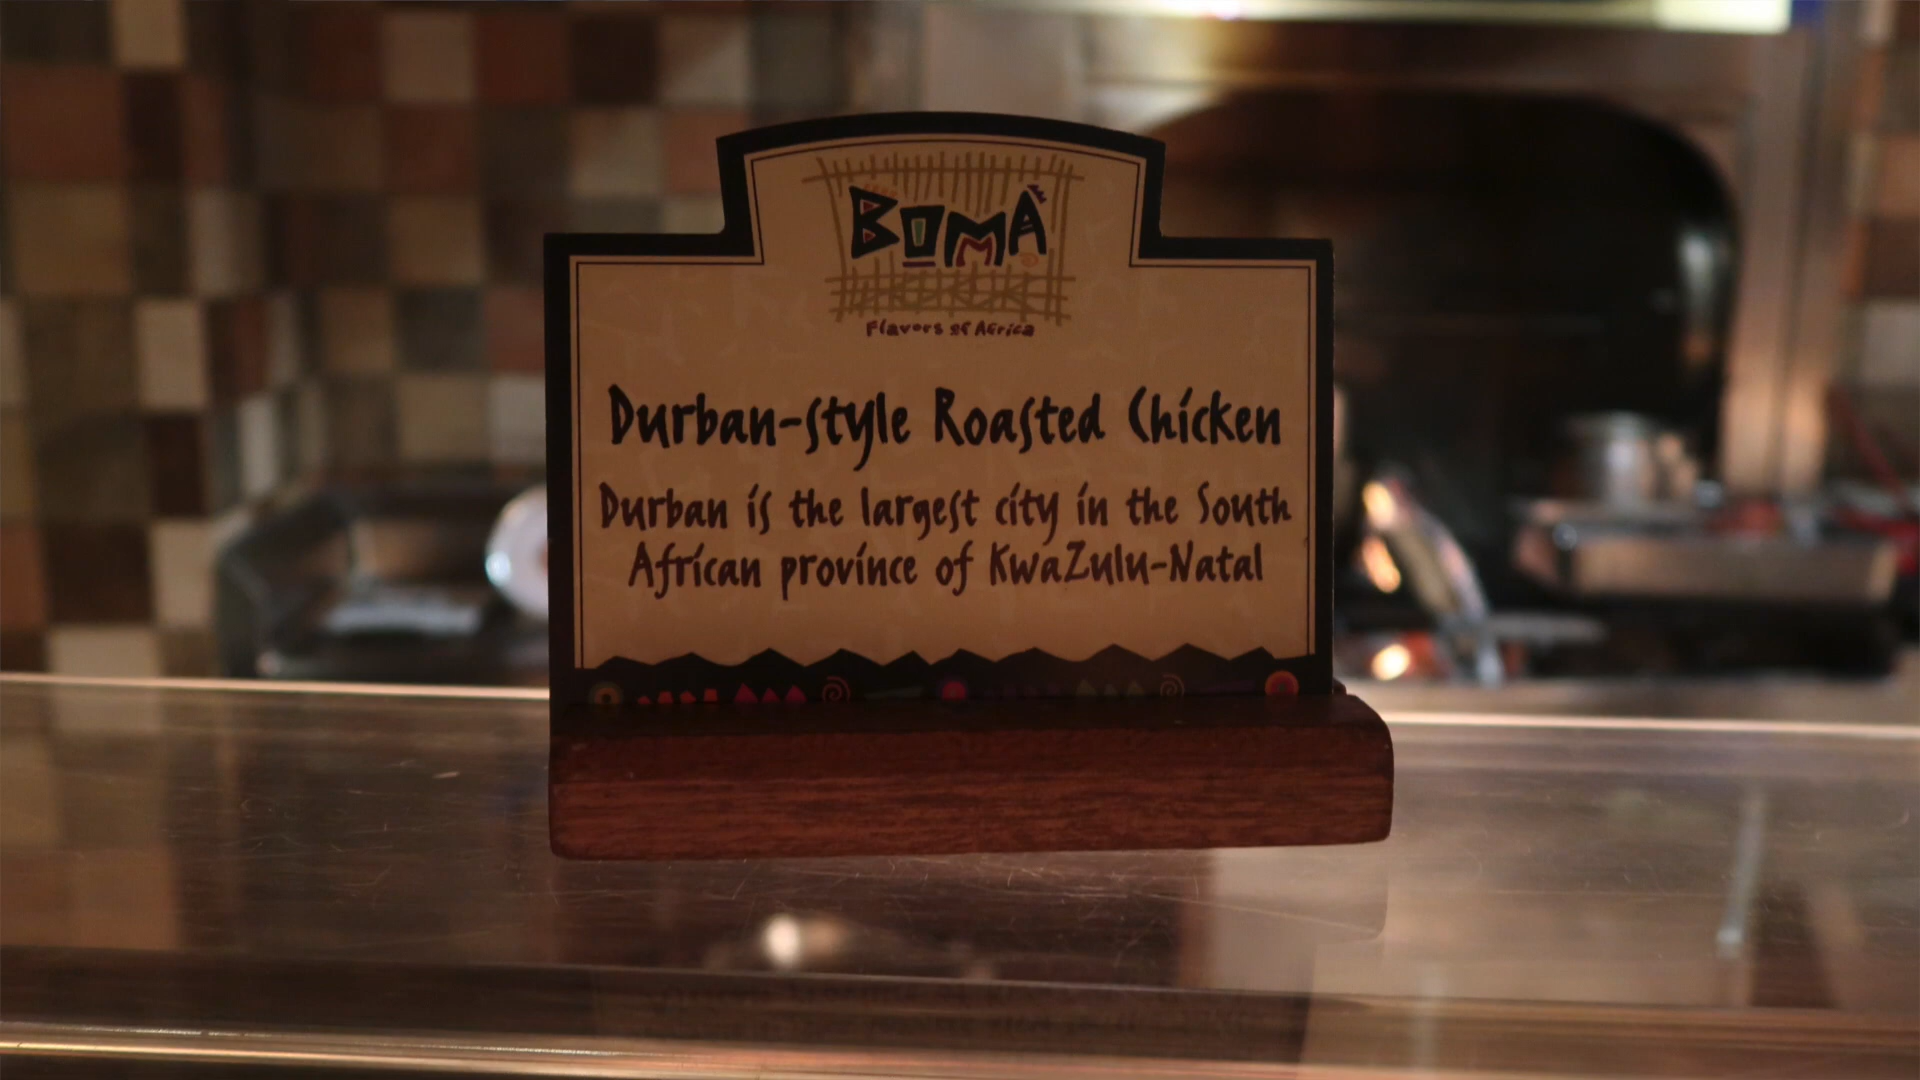 BOMA
Flavors of Africa
Durban-style Roasted Chicken
Durban is the largest city in the South
African province of KwaZulu-Natal